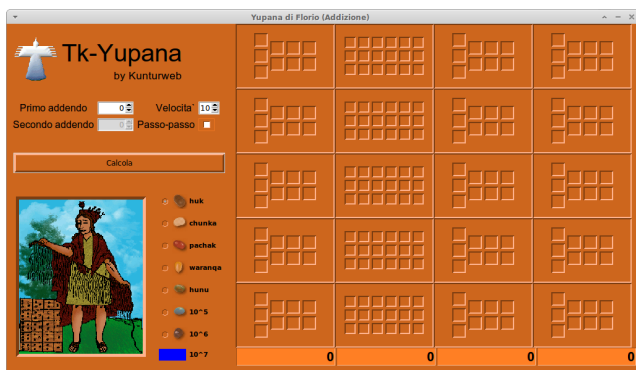 Yupana di Florio (Addizione)
Tk-Yupana
by Kunturweb
Primo addendo 0 Velocita` 10
Secondo addendo 0 Passo-passo
Calcola
huk
chunka
pachak
waranqa
hunu
10^5
10^6
10^7
0 0 0 0